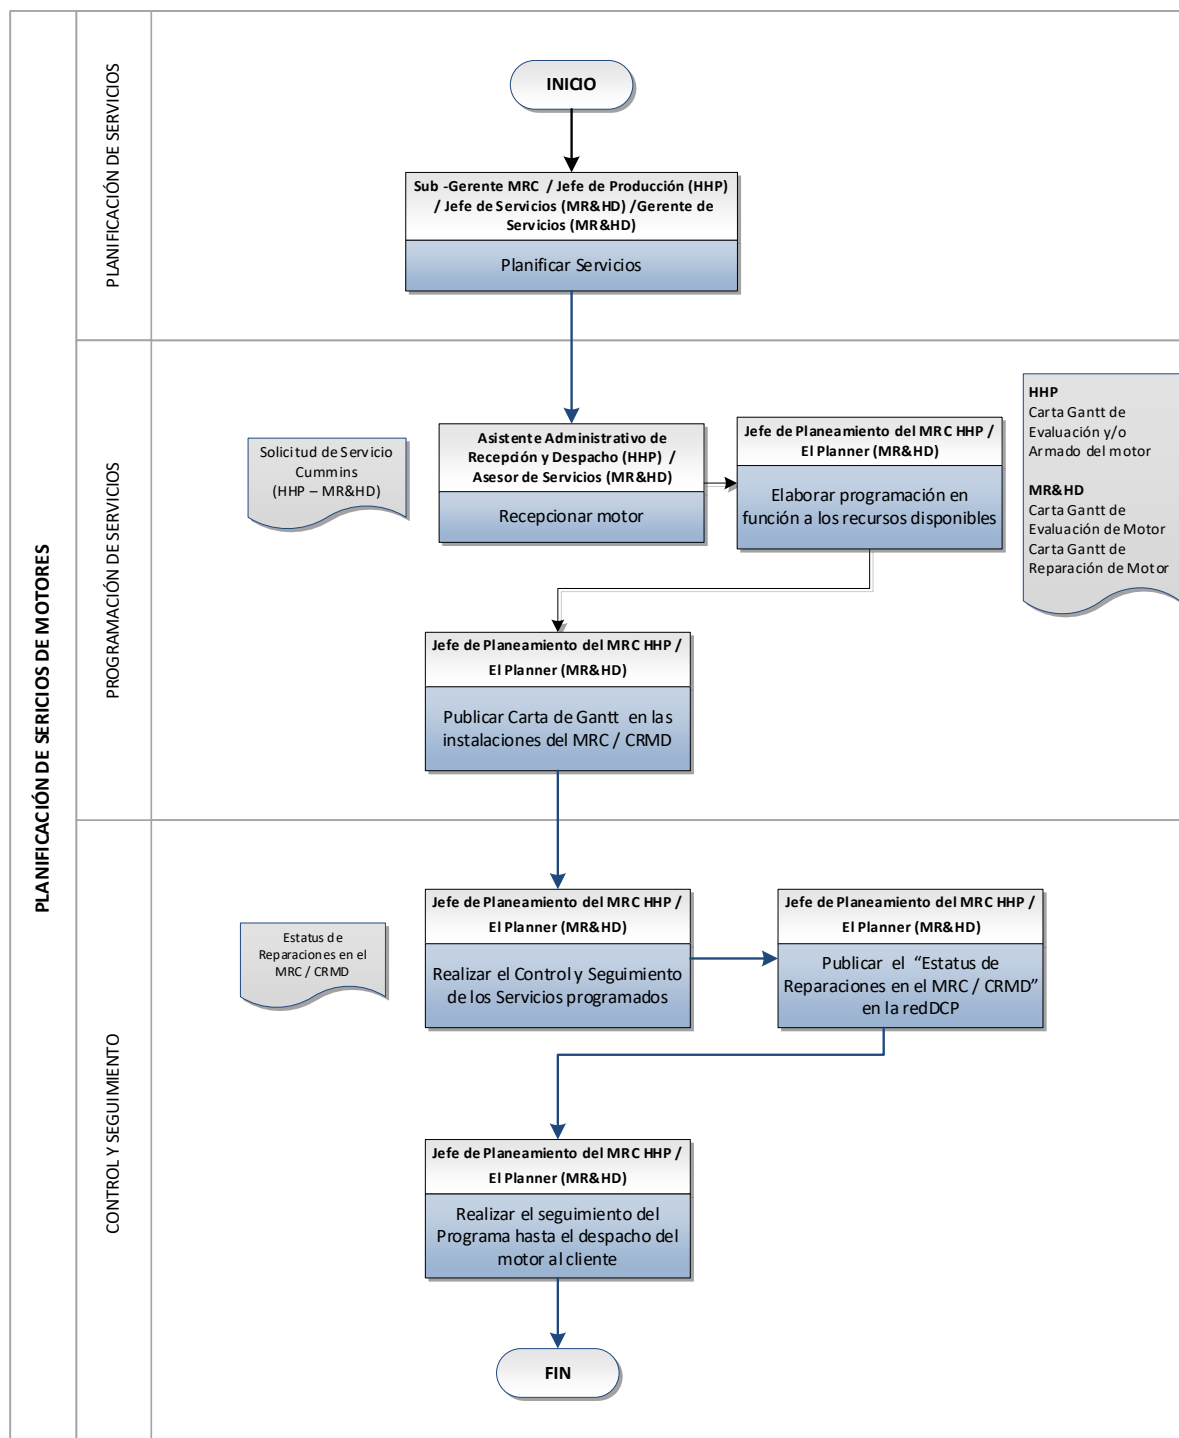 PLANIFICACIÓN DE SERICIOS DE MOTORES
PLANIFICACIÓN DE SERVICIOS
INICIO
Sub -Gerente MRC / Jefe de Producción (HHP)
/ Jefe de Servicios (MR&HD) /Gerente de
Servicios (MR&HD)
Planificar Servicios
PROGRAMACIÓN DE SERVICIOS
Solicitud de Servicio
Cummins
(HHP – MR&HD)
Asistente Administrativo de
Recepción y Despacho (HHP) /
Asesor de Servicios (MR&HD)
Recepcionar motor
Jefe de Planeamiento del MRC HHP /
El Planner (MR&HD)
Elaborar programación en
función a los recursos disponibles
HHP
Carta Gantt de
Evaluación y/o
Armado del motor
MR&HD
Carta Gantt de
Evaluación de Motor
Carta Gantt de
Reparación de Motor
Jefe de Planeamiento del MRC HHP /
El Planner (MR&HD)
Publicar Carta de Gantt en las
instalaciones del MRC / CRMD
CONTROL Y SEGUIMIENTO
Estatus de
Reparaciones en el
MRC / CRMD
Jefe de Planeamiento del MRC HHP /
El Planner (MR&HD)
Realizar el Control y Seguimiento
de los Servicios programados
Jefe de Planeamiento del MRC HHP /
El Planner (MR&HD)
Publicar el “Estatus de
Reparaciones en el MRC / CRMD”
en la redDCP
Jefe de Planeamiento del MRC HHP /
El Planner (MR&HD)
Realizar el seguimiento del
Programa hasta el despacho del
motor al cliente
FIN